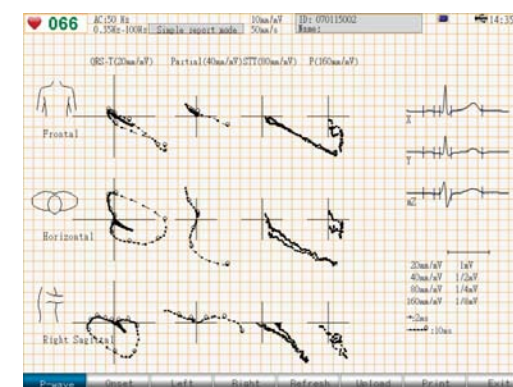 066 AC:50 Hz 10mm/mV ID: 070115002 14:35
0.35Hz-100Hz Simple report mode 50mm/s Name:
QRS-T(20mm/mV) Partial(40mm/mV) STT(80mm/mV) P(160mm/mV)
Frontal
X
Y
Horizontal
mZ
20mm/mV 1mV
40mm/mV 1/2mV
80mm/mV 1/4mV
160mm/mV 1/8mV
:2ms
:10ms
Right Sagittal
P-wave Onset Left Right Refresh Upload Print Exit